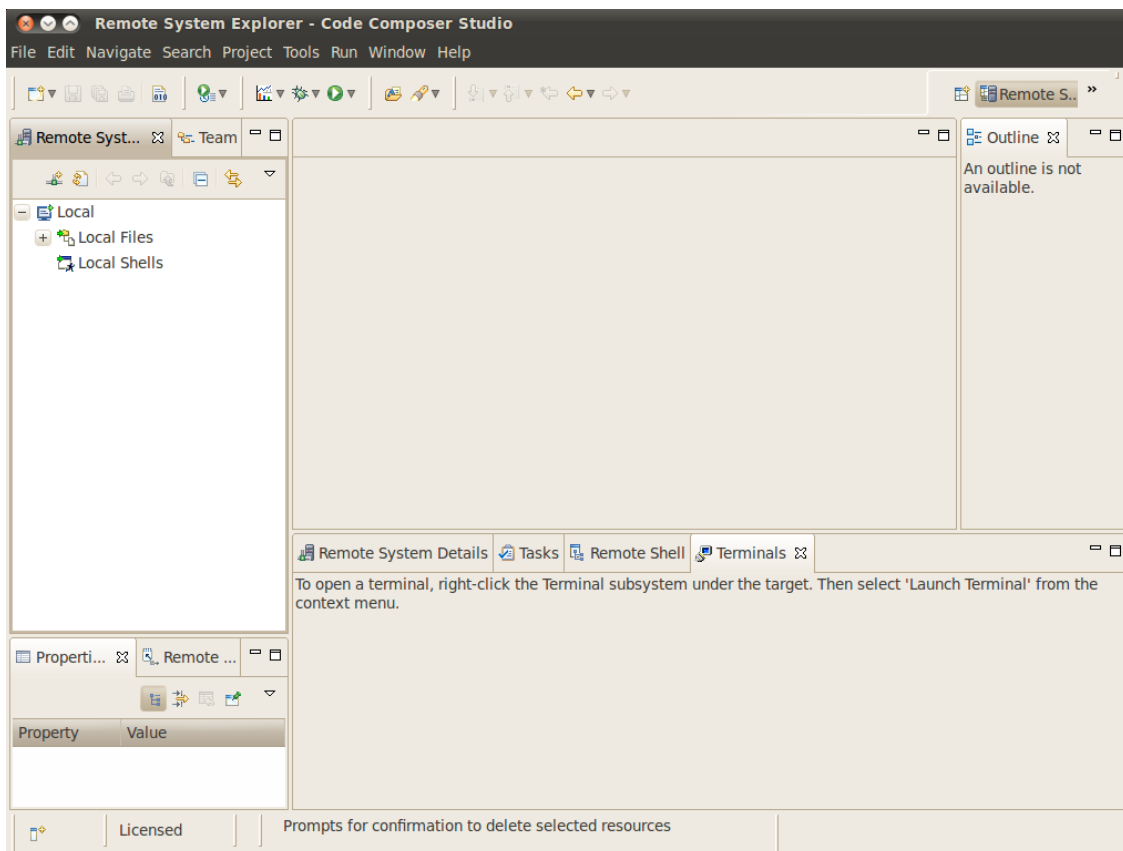 Remote System Explorer - Code Composer Studio
File Edit Navigate Search Project Tools Run Window Help
010
Remote S.. »
Remote Syst...
Team
Outline
An outline is not
available.
Local
Local Files
Local Shells
Remote System Details
Tasks
Remote Shell
Terminals
To open a terminal, right-click the Terminal subsystem under the target. Then select 'Launch Terminal' from the
context menu.
Properti...
Remote ...
Property Value
Licensed
Prompts for confirmation to delete selected resources